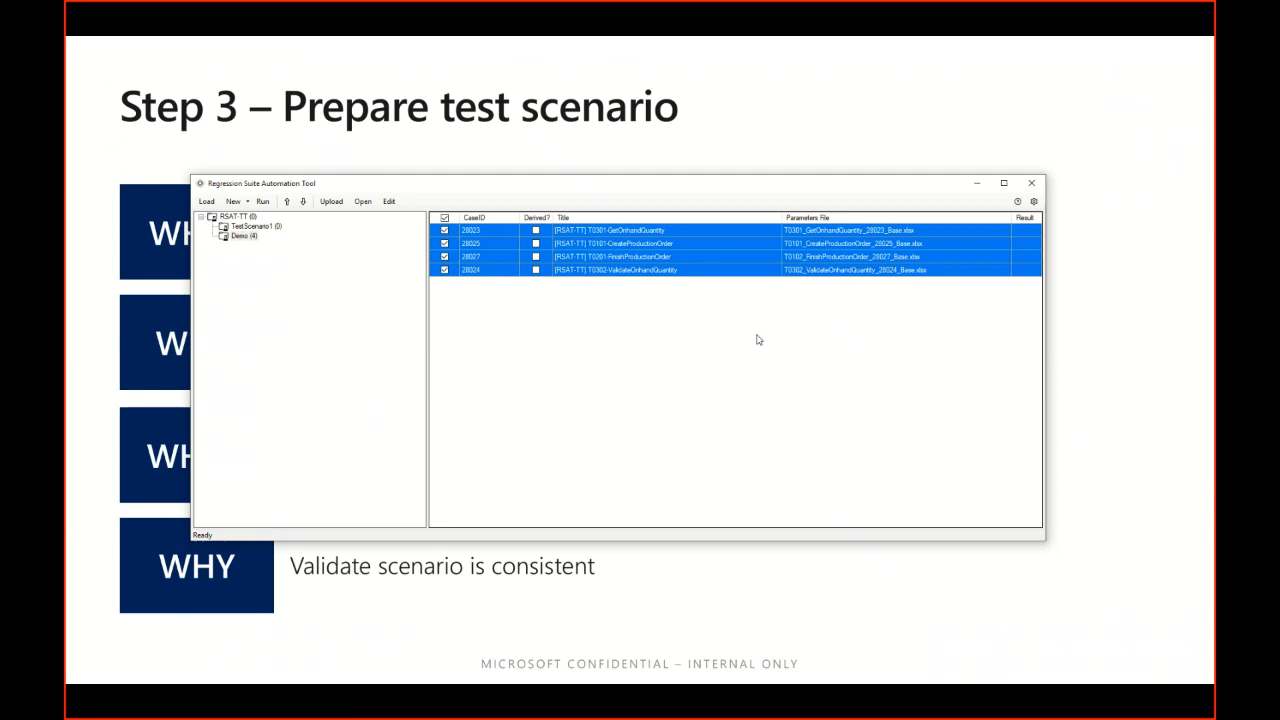 Step 3 – Prepare test scenario
Regression Suite Automation Tool
Load New Run Upload Open Edit
RSAT-TT (0)
TestScenario1 (0)
Demo (4)
CaseID Derived? Title Parameters File Result
28023 [RSAT-TT] T0301-GetOnhandQuantity T0301_GetOnhandQuantity_28023_Base.xlsx
28025 [RSAT-TT] T0101-CreateProductionOrder T0101_CreateProductionOrder_28025_Base.xlsx
28027 [RSAT-TT] T0201-FinishProductionOrder T0102_FinishProductionOrder_28027_Base.xlsx
28024 [RSAT-TT] T0302-ValidateOnhandQuantity T0302_ValidateOnhandQuantity_28024_Base.xlsx
WH
W
WH
Ready
WHY Validate scenario is consistent
MICROSOFT CONFIDENTIAL – INTERNAL ONLY